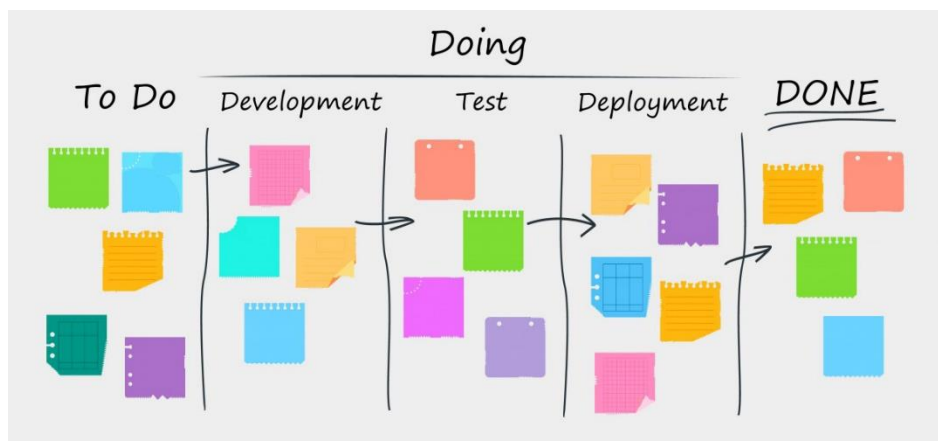 Doing
To Do
Development
Test
Deployment
DONE